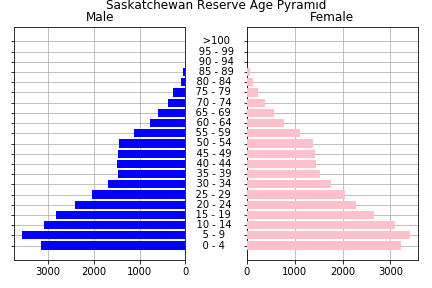 Saskatchewan Reserve Age Pyramid
Male Female
>100
95 - 99
90 - 94
85 - 89
80 - 84
75 - 79
70 - 74
65 - 69
60 - 64
55 - 59
50 - 54
45 - 49
40 - 44
35 - 39
30 - 34
25 - 29
20 - 24
15 - 19
10 - 14
5 - 9
0 - 4
3000 2000 1000 0 0 1000 2000 3000